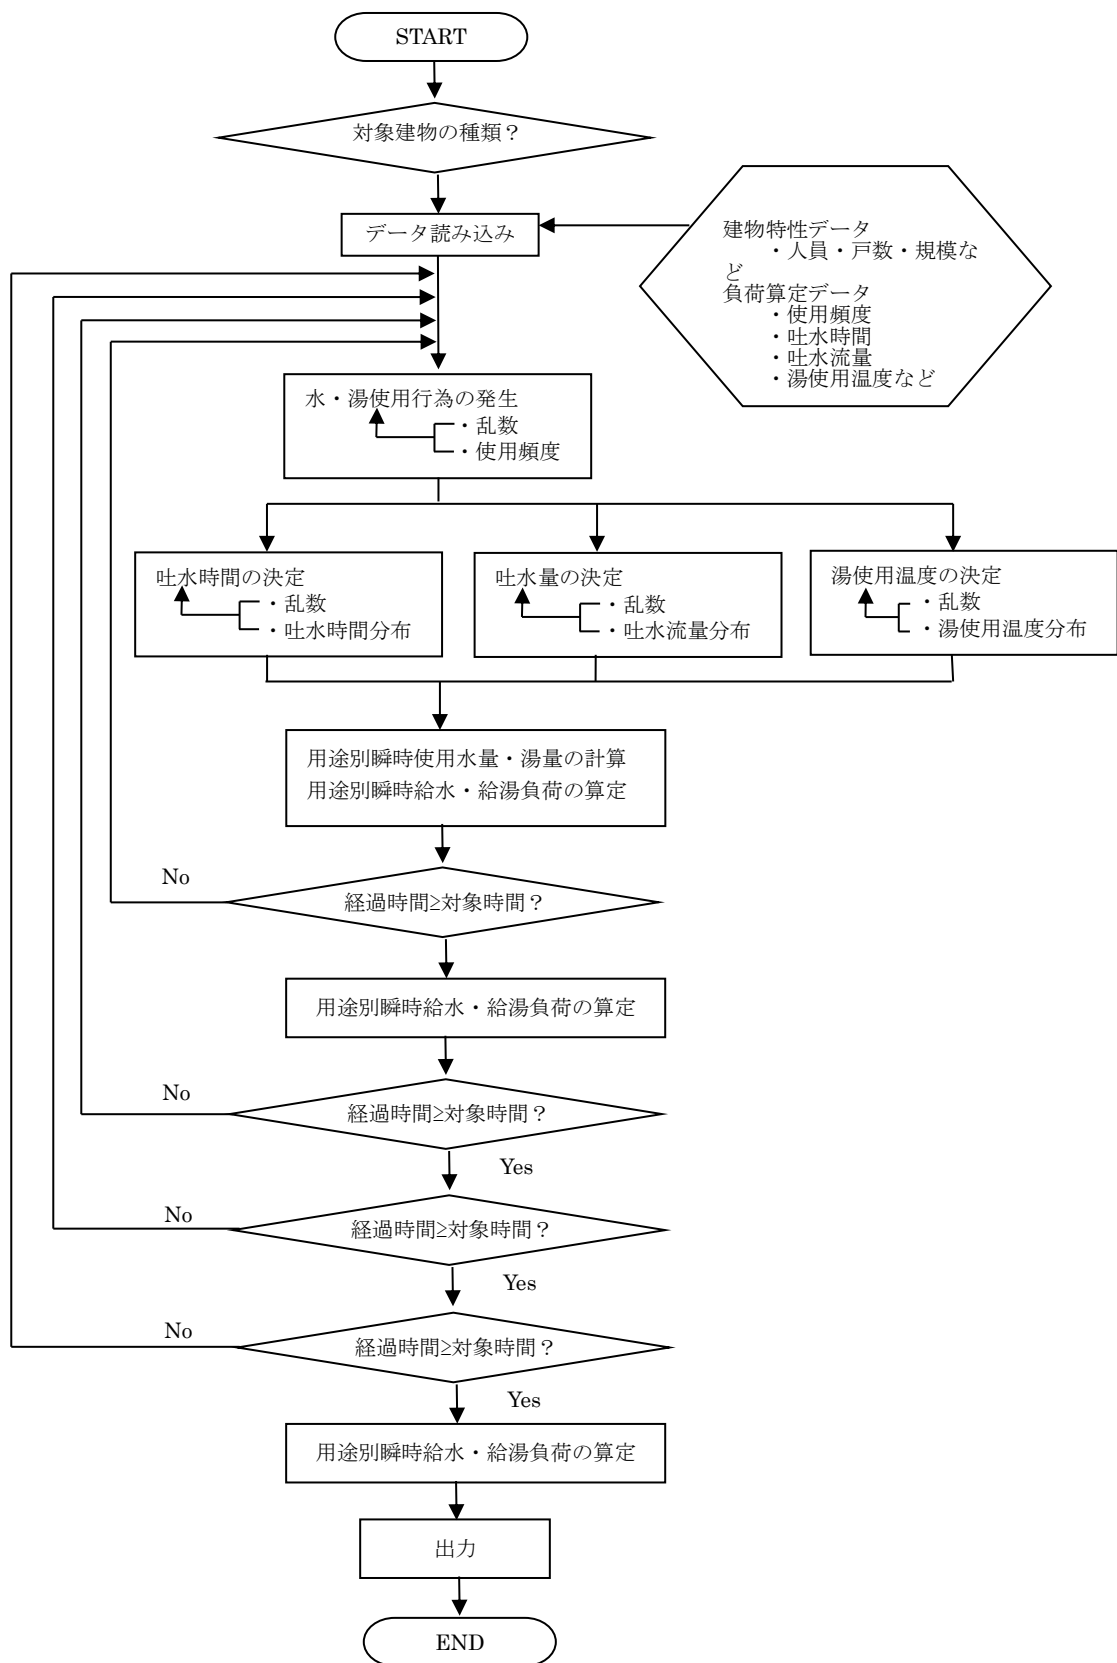 START
対象建物の種類？
データ読み込み
建物特性データ
・人員・戸数・規模な
ど
負荷算定データ
・使用頻度
・吐水時間
・吐水流量
・湯使用温度など
水・湯使用行為の発生
・乱数
・使用頻度
吐水時間の決定
・乱数
・吐水時間分布
吐水量の決定
・乱数
・吐水流量分布
湯使用温度の決定
・乱数
・湯使用温度分布
用途別瞬時使用水量・湯量の計算
用途別瞬時給水・給湯負荷の算定
No
経過時間≥対象時間？
用途別瞬時給水・給湯負荷の算定
No
経過時間≥対象時間？
Yes
No
経過時間≥対象時間？
Yes
No
経過時間≥対象時間？
Yes
用途別瞬時給水・給湯負荷の算定
出力
END